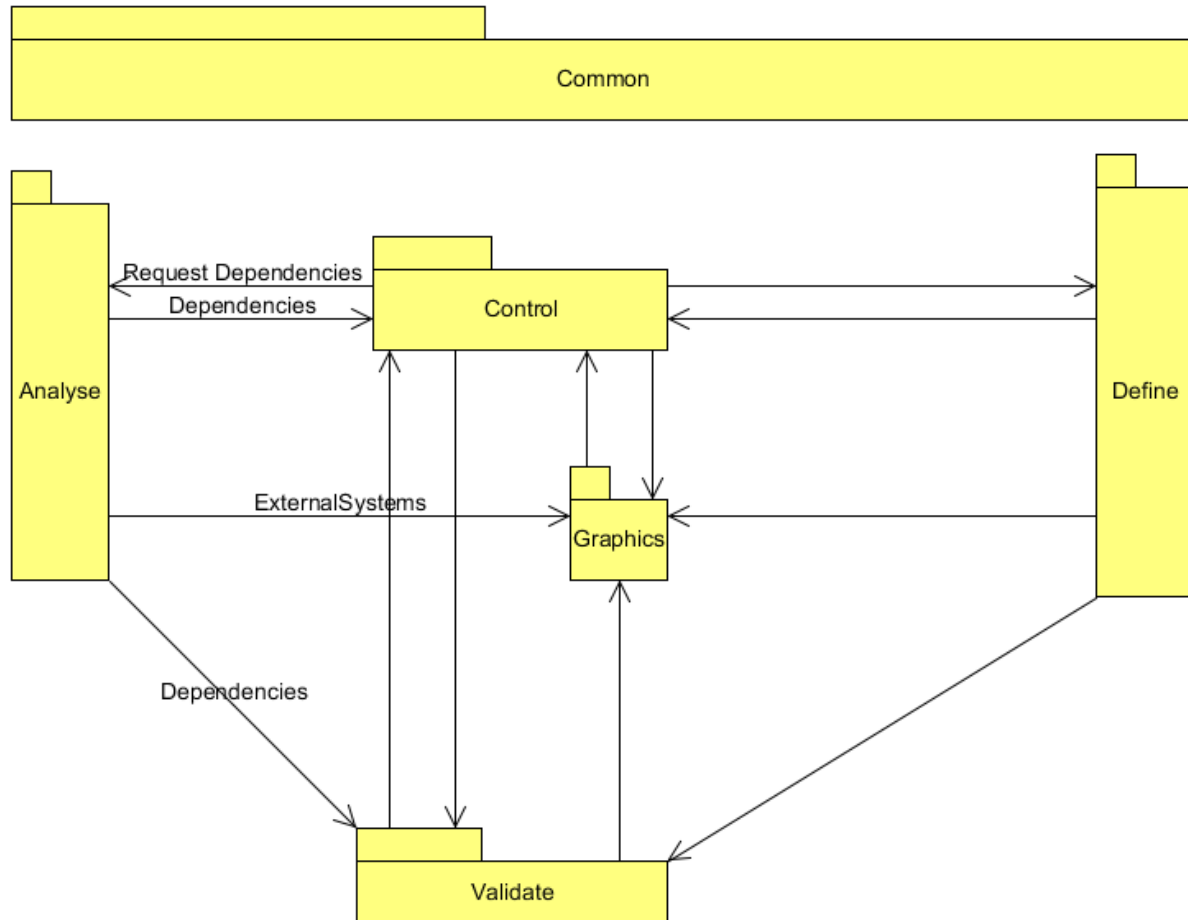 Common
Request Dependencies
Dependencies
Control
Analyse
Define
ExternalSystems
Graphics
Dependencies
Validate